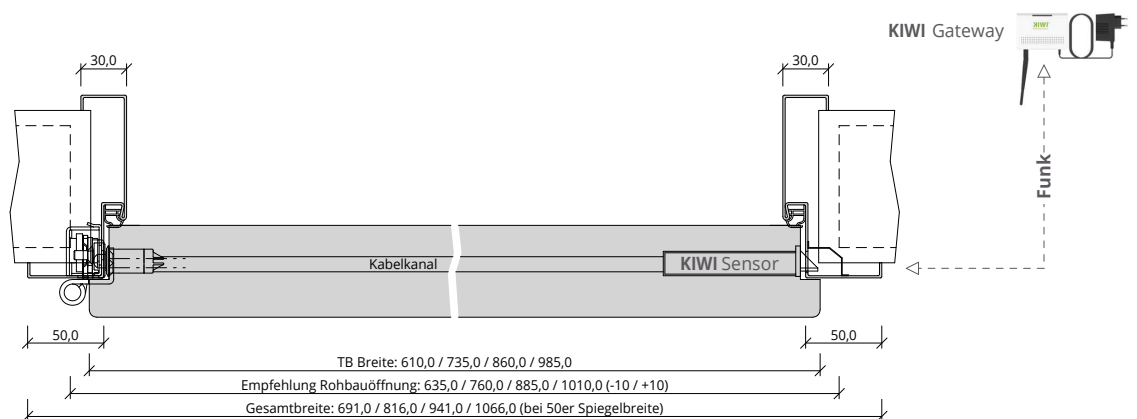 KIWI Gateway
KIWI
30,0
30,0
Funk
Kabelkanal
KIWI Sensor
50,0
50,0
TB Breite: 610,0 / 735,0 / 860,0 / 985,0
Empfehlung Rohbauöffnung: 635,0 / 760,0 / 885,0 / 1010,0 (-10 / +10)
Gesamtbreite: 691,0 / 816,0 / 941,0 / 1066,0 (bei 50er Spiegelbreite)